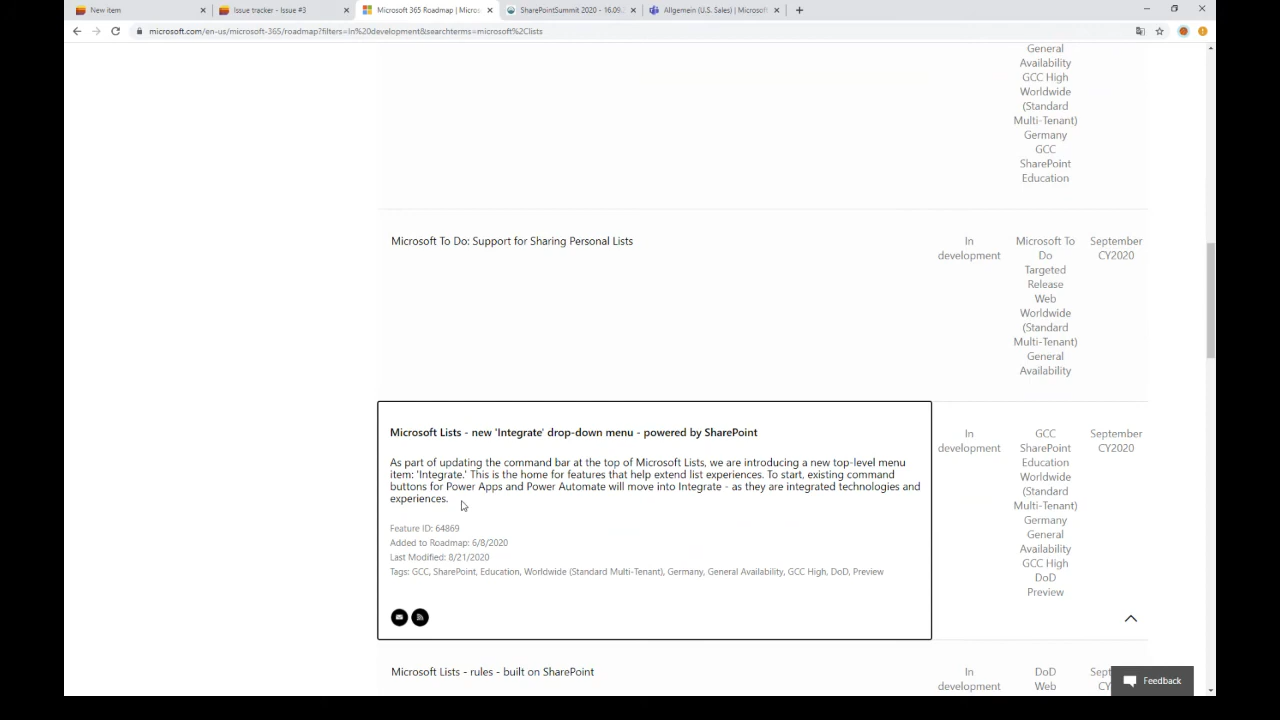 New item
Issue tracker - Issue #3
Microsoft 365 Roadmap | Micros
SharePointSummit 2020 - 16.09.
Allgemein (U.S. Sales) | Microsof
microsoft.com/en-us/microsoft-365/roadmap?filters=In%20development&searchterms=microsoft%2Clists
General
Availability
GCC High
Worldwide
(Standard
Multi-Tenant)
Germany
GCC
SharePoint
Education
Microsoft To Do: Support for Sharing Personal Lists
In
development
Microsoft To
Do
Targeted
Release
Web
Worldwide
(Standard
Multi-Tenant)
General
Availability
September
CY2020
Microsoft Lists - new 'Integrate' drop-down menu - powered by SharePoint
As part of updating the command bar at the top of Microsoft Lists, we are introducing a new top-level menu
item: 'Integrate.' This is the home for features that help extend list experiences. To start, existing command
buttons for Power Apps and Power Automate will move into Integrate - as they are integrated technologies and
experiences.
Feature ID: 64869
Added to Roadmap: 6/8/2020
Last Modified: 8/21/2020
Tags: GCC, SharePoint, Education, Worldwide (Standard Multi-Tenant), Germany, General Availability, GCC High, DoD, Preview
In
development
GCC
SharePoint
Education
Worldwide
(Standard
Multi-Tenant)
Germany
General
Availability
GCC High
DoD
Preview
September
CY2020
Microsoft Lists - rules - built on SharePoint
In
development
DoD
Web
Feedback